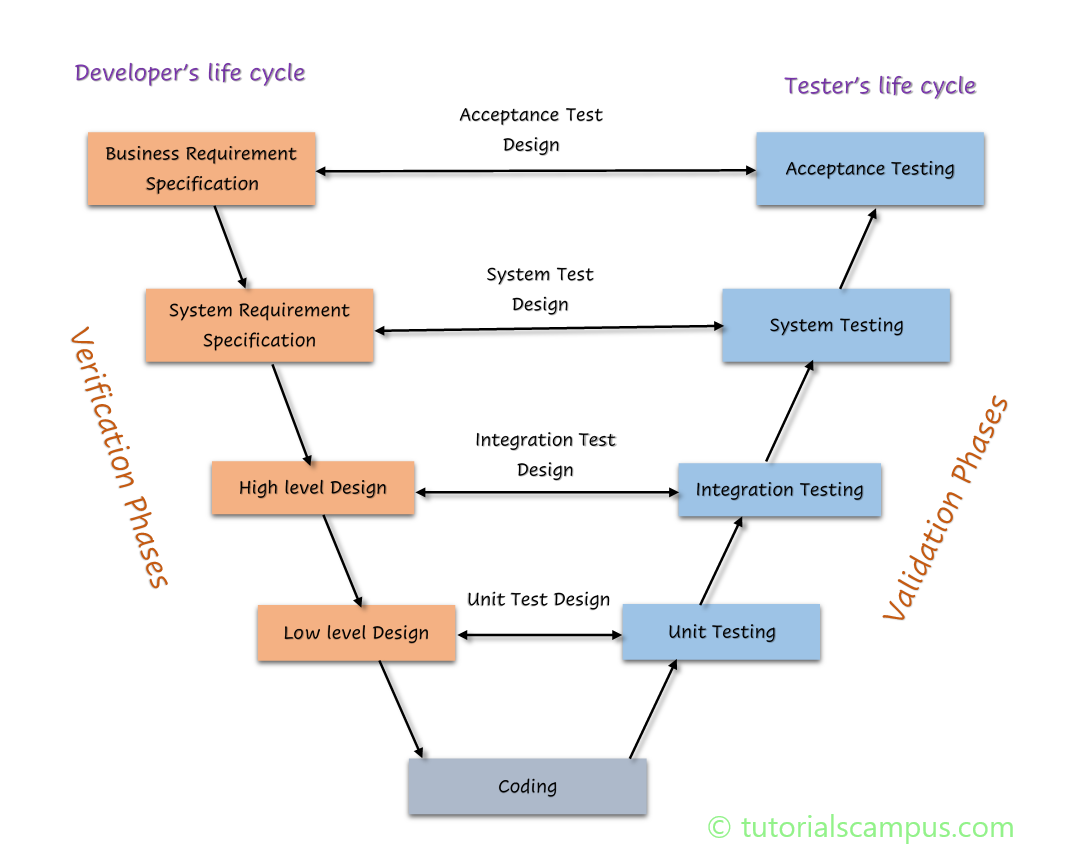 Developer's life cycle
Tester's life cycle
Acceptance Test
Design
Business Requirement
Specification
Acceptance Testing
System Test
Design
System Requirement
Specification
System Testing
Verification Phases
Validation Phases
Integration Test
Design
High level Design
Integration Testing
Unit Test Design
Low level Design
Unit Testing
Coding
© tutorialscampus.com